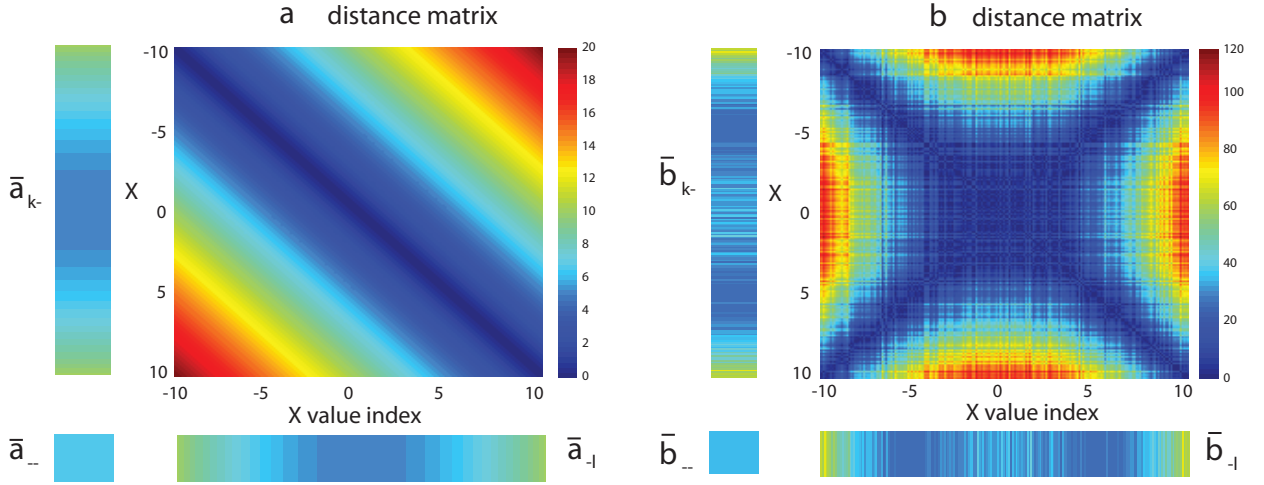 a distance matrix
-10
-5
0
5
10
X
-10 -5 0 5 10
X value index
20
18
16
14
12
10
8
6
4
2
0
a̅ k-
a̅ --
a̅ -l
b distance matrix
-10
-5
0
5
10
X
-10 -5 0 5 10
X value index
120
100
80
60
40
20
0
b̅ k-
b̅ --
b̅ -l